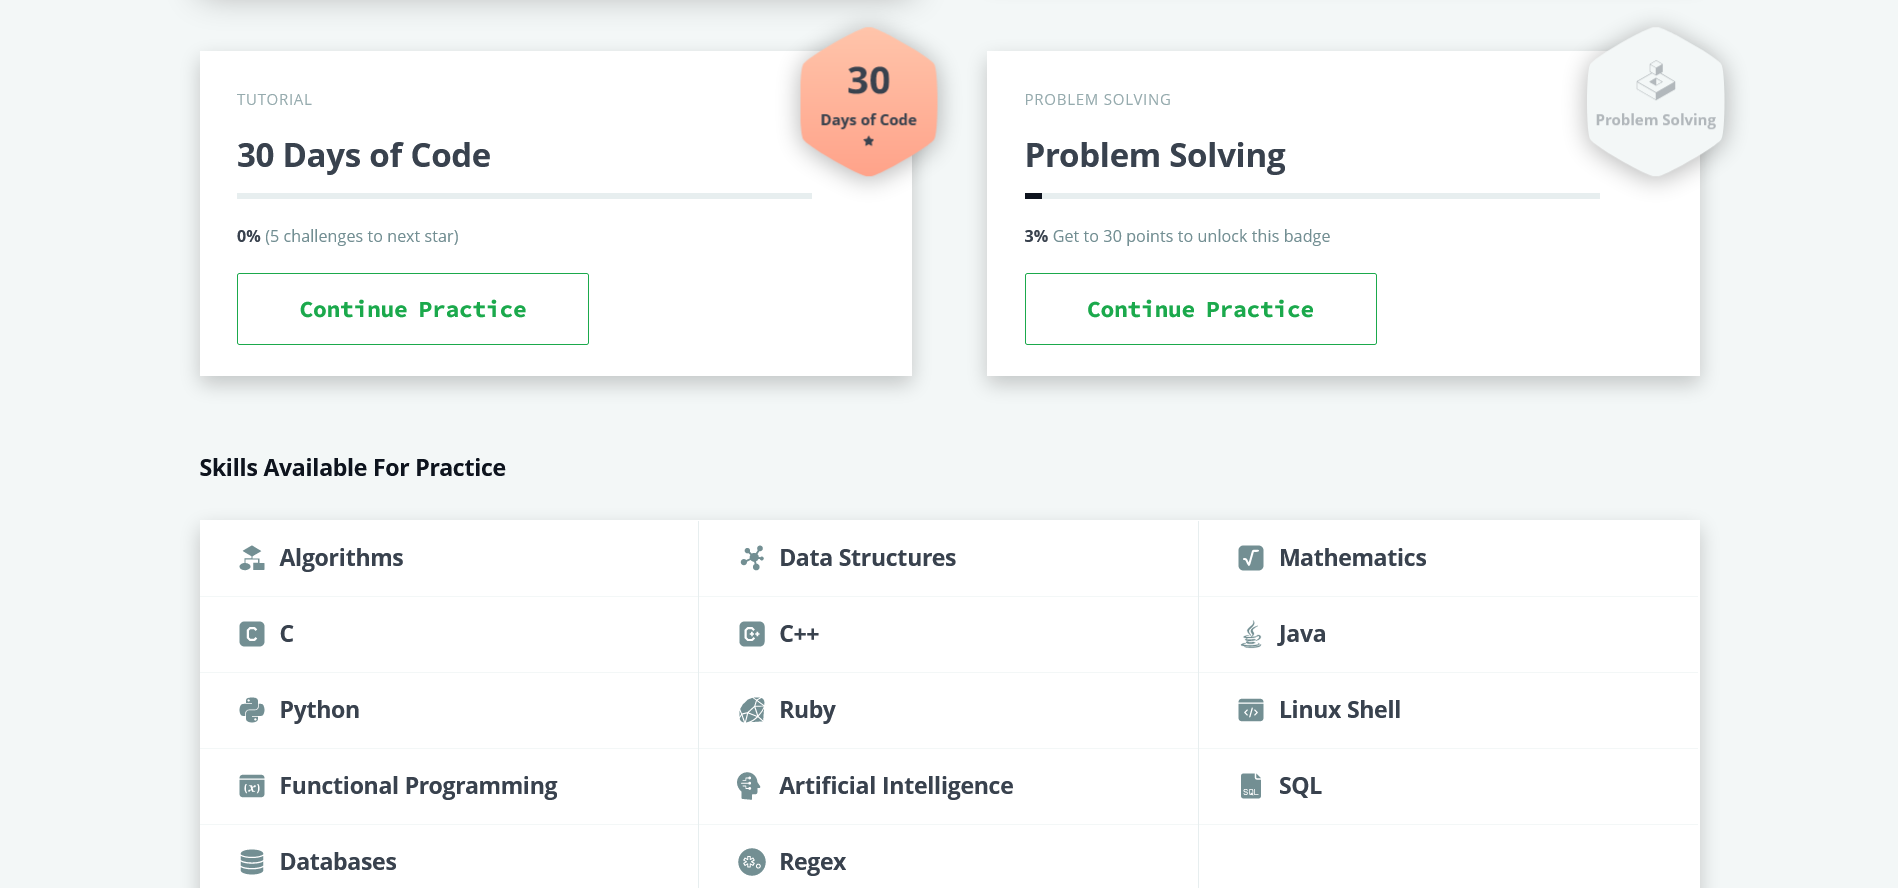 TUTORIAL
30 Days of Code
0% (5 challenges to next star)
Continue Practice
30
Days of Code
PROBLEM SOLVING
Problem Solving
3% Get to 30 points to unlock this badge
Continue Practice
Problem Solving
Skills Available For Practice
Algorithms
Data Structures
Mathematics
C
C++
Java
Python
Ruby
Linux Shell
Functional Programming
Artificial Intelligence
SQL
Databases
Regex